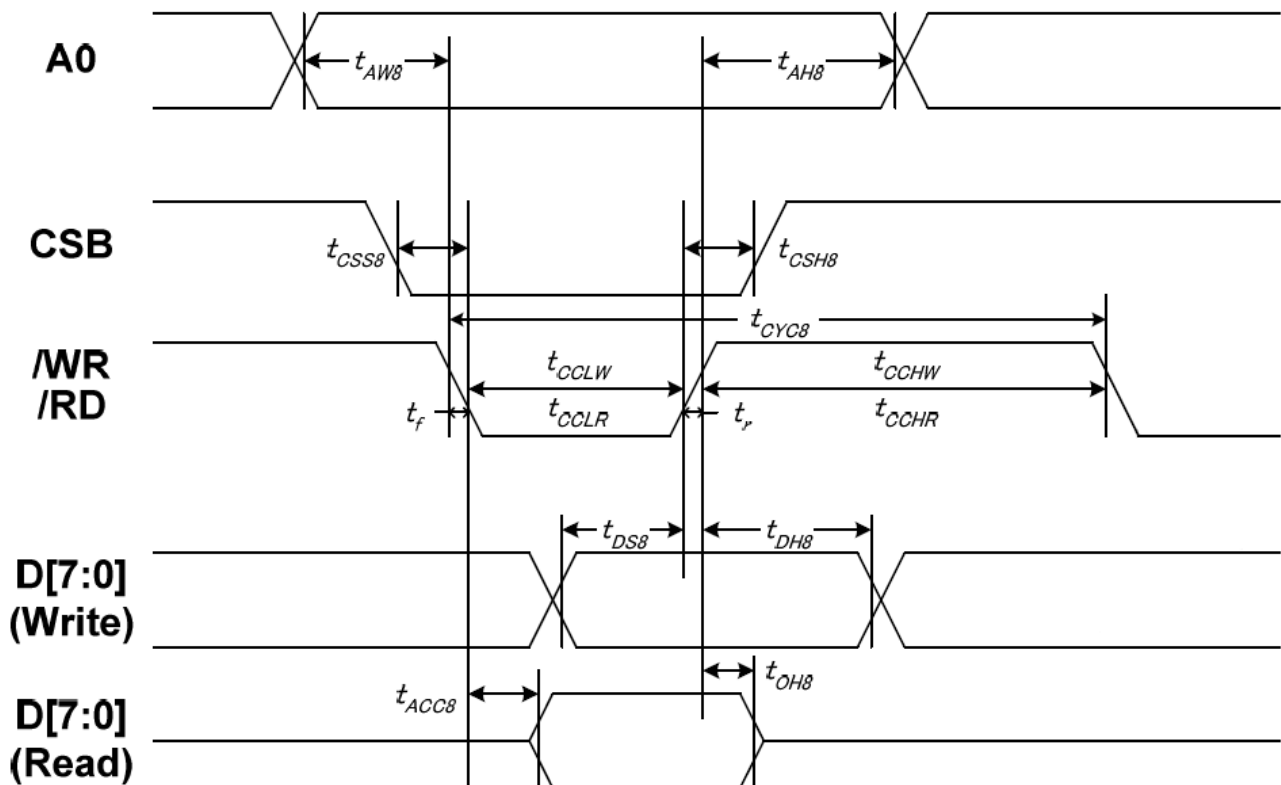 A0
tAW8
tAH8
CSB
tCSS8
tCSH8
tCYC8
/WR
/RD
tCCLW
tCCHW
tf
tCCLR
tr
tCCHR
tDS8
tDH8
D[7:0]
(Write)
tOH8
tACC8
D[7:0]
(Read)